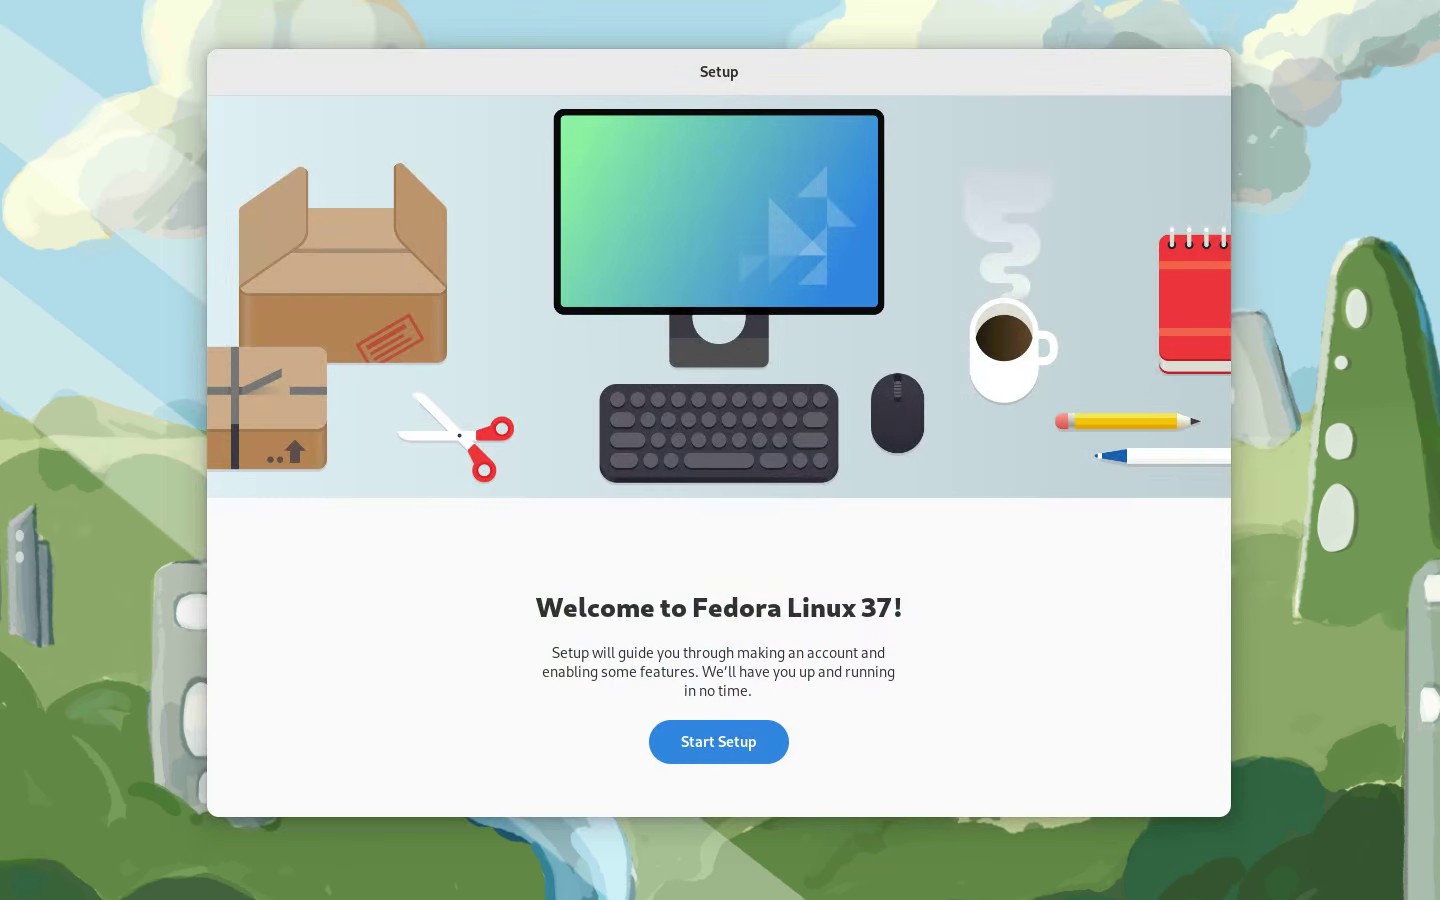 Setup
Welcome to Fedora Linux 37!
Setup will guide you through making an account and
enabling some features. We’ll have you up and running
in no time.
Start Setup